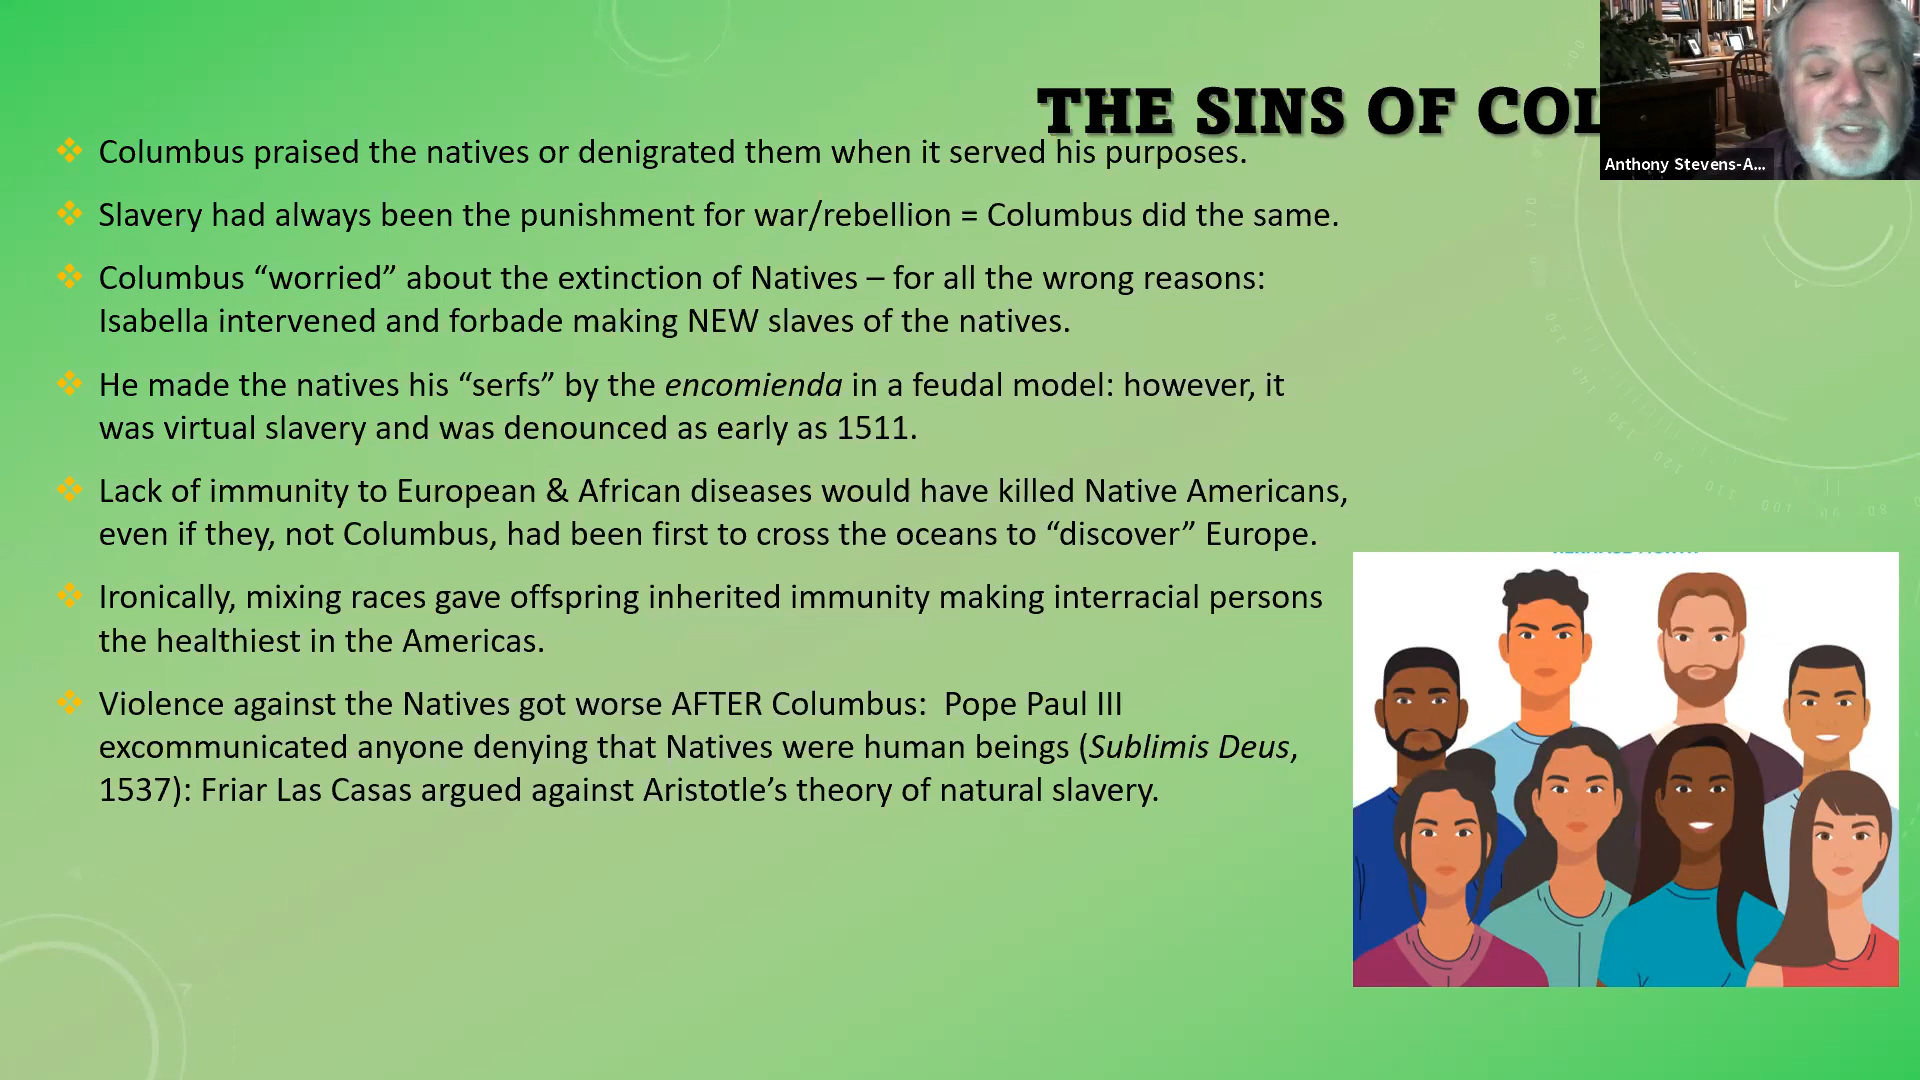 THE SINS OF COL
Anthony Stevens-A...
❖ Columbus praised the natives or denigrated them when it served his purposes.
❖ Slavery had always been the punishment for war/rebellion = Columbus did the same.
❖ Columbus “worried” about the extinction of Natives – for all the wrong reasons:
Isabella intervened and forbade making NEW slaves of the natives.
❖ He made the natives his “serfs” by the encomienda in a feudal model: however, it
was virtual slavery and was denounced as early as 1511.
❖ Lack of immunity to European & African diseases would have killed Native Americans,
even if they, not Columbus, had been first to cross the oceans to “discover” Europe.
❖ Ironically, mixing races gave offspring inherited immunity making interracial persons
the healthiest in the Americas.
❖ Violence against the Natives got worse AFTER Columbus:  Pope Paul III
excommunicated anyone denying that Natives were human beings (Sublimis Deus,
1537): Friar Las Casas argued against Aristotle’s theory of natural slavery.